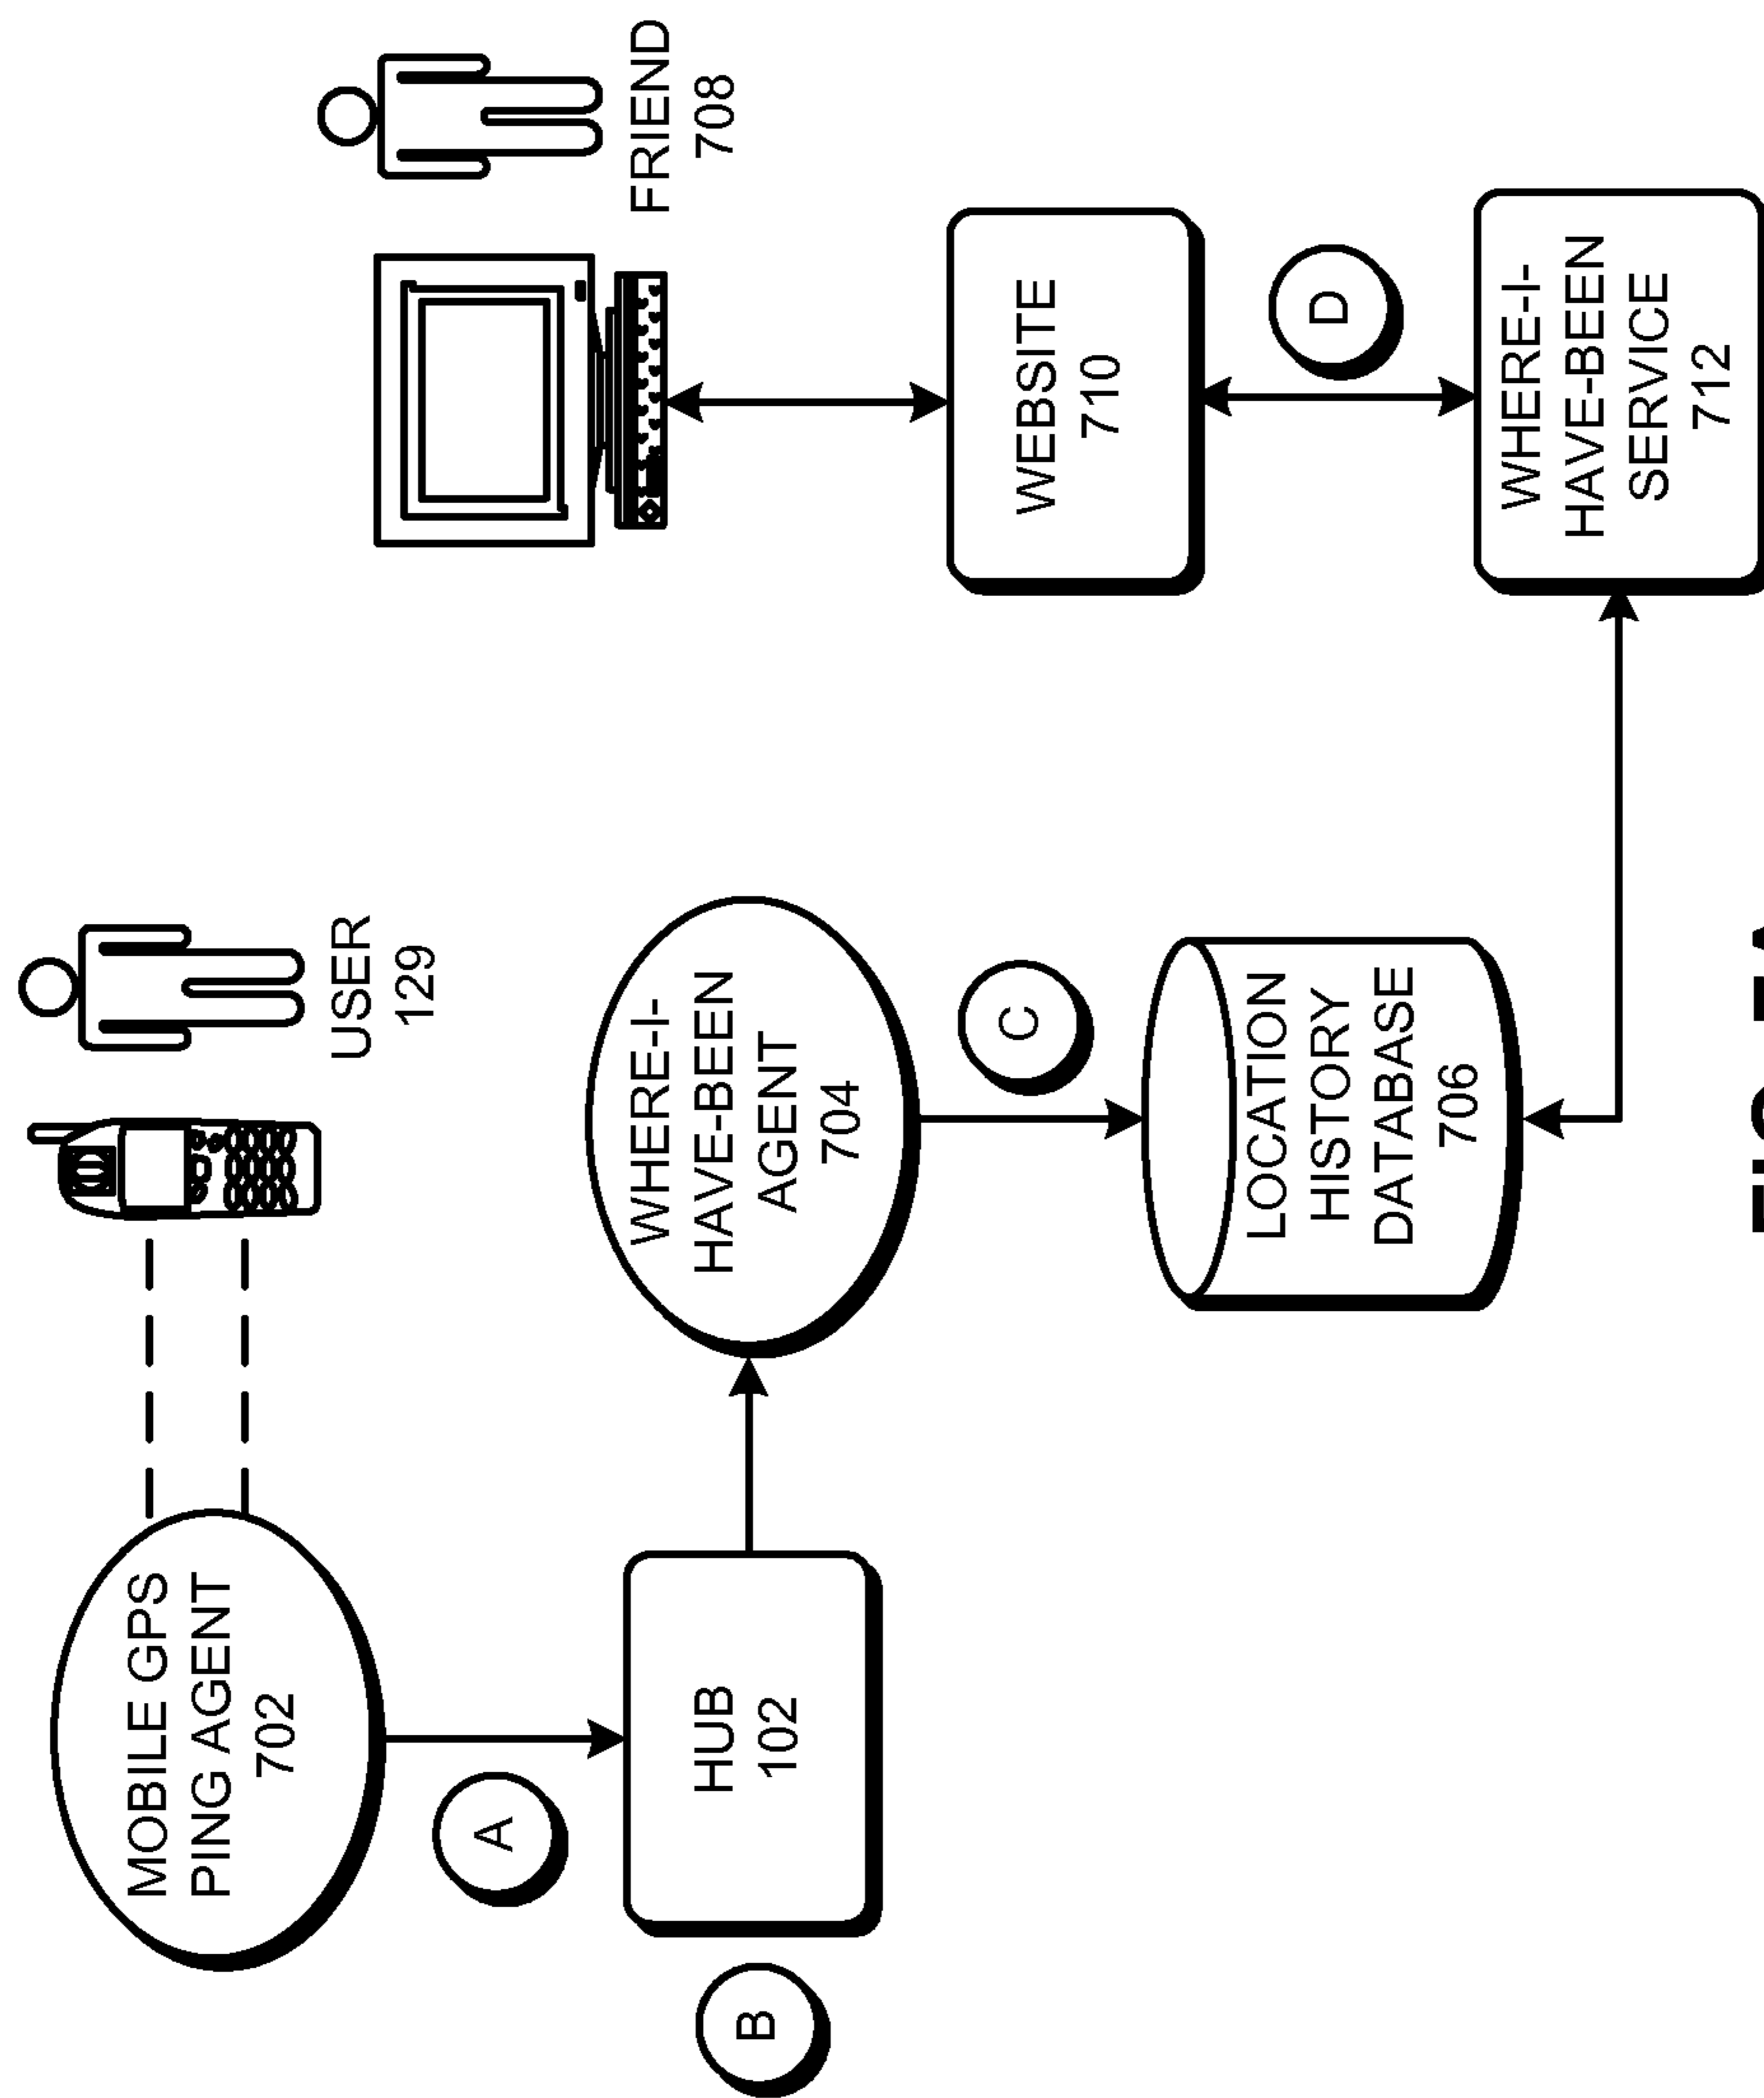 MOBILE GPS
PING AGENT
702
USER
129
FRIEND
708
A
B
HUB
102
WHERE-I-
HAVE-BEEN
AGENT
704
C
LOCATION
HISTORY
DATABASE
706
WEBSITE
710
D
WHERE-I-
HAVE-BEEN
SERVICE
712